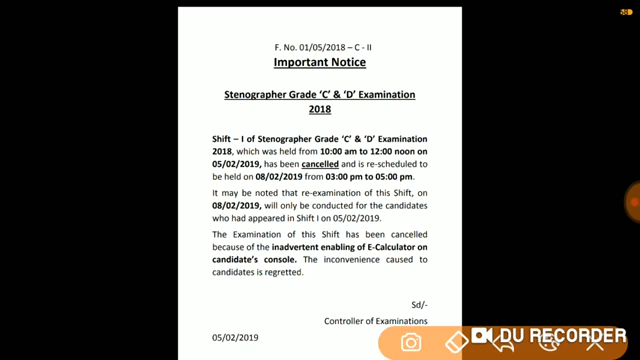 F. No. 01/05/2018 – C - II
Important Notice
Stenographer Grade ‘C’ & ‘D’ Examination
2018
Shift – I of Stenographer Grade ‘C’ & ‘D’ Examination
2018, which was held from 10:00 am to 12:00 noon on
05/02/2019, has been cancelled and is re-scheduled to
be held on 08/02/2019 from 03:00 pm to 05:00 pm.
It may be noted that re-examination of this Shift, on
08/02/2019, will only be conducted for the candidates
who had appeared in Shift I on 05/02/2019.
The Examination of this Shift has been cancelled
because of the inadvertent enabling of E-Calculator on
candidate’s console. The inconvenience caused to
candidates is regretted.
Sd/-
Controller of Examinations
05/02/2019
DU RECORDER